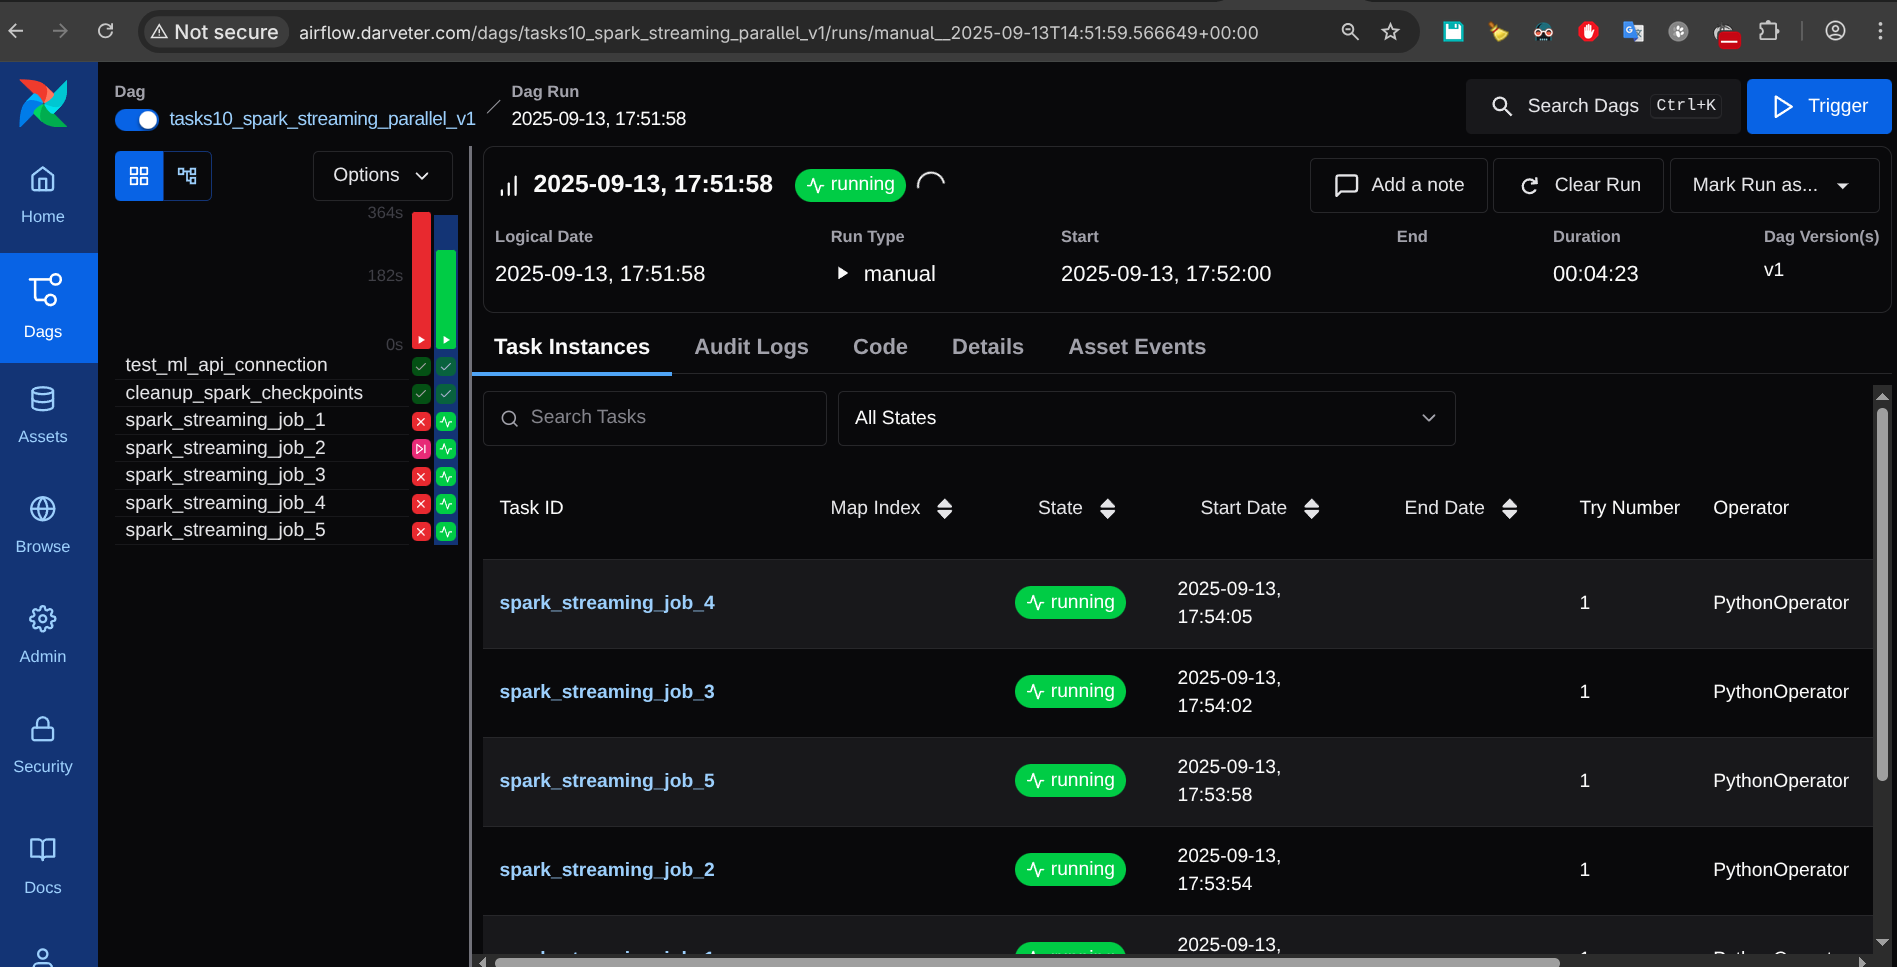 Not secure airflow.darveter.com/dags/tasks10_spark_streaming_parallel_v1/runs/manual__2025-09-13T14:51:59.566649+00:00
Home
Dags
Assets
Browse
Admin
Security
Docs
Dag
tasks10_spark_streaming_parallel_v1
Dag Run
2025-09-13, 17:51:58
Search Dags Ctrl+K
Trigger
Options
364s
182s
0s
test_ml_api_connection
cleanup_spark_checkpoints
spark_streaming_job_1
spark_streaming_job_2
spark_streaming_job_3
spark_streaming_job_4
spark_streaming_job_5
2025-09-13, 17:51:58 running
Add a note
Clear Run
Mark Run as...
Logical Date Run Type Start End Duration Dag Version(s)
2025-09-13, 17:51:58 manual 2025-09-13, 17:52:00 00:04:23 v1
Task Instances Audit Logs Code Details Asset Events
Search Tasks
All States
Task ID Map Index State Start Date End Date Try Number Operator
spark_streaming_job_4 running 2025-09-13, 17:54:05 1 PythonOperator
spark_streaming_job_3 running 2025-09-13, 17:54:02 1 PythonOperator
spark_streaming_job_5 running 2025-09-13, 17:53:58 1 PythonOperator
spark_streaming_job_2 running 2025-09-13, 17:53:54 1 PythonOperator
2025-09-13,